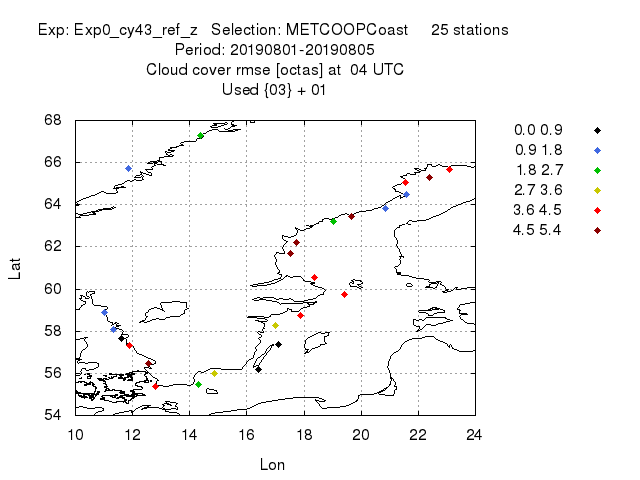 Exp: Exp0_cy43_ref_z Selection: METCOOPCoast 25 stations
Period: 20190801-20190805
Cloud cover rmse [octas] at 04 UTC
Used {03} + 01
68
66
64
62
60
58
56
54
Lat
10 12 14 16 18 20 22 24
Lon
0.0 0.9
0.9 1.8
1.8 2.7
2.7 3.6
3.6 4.5
4.5 5.4